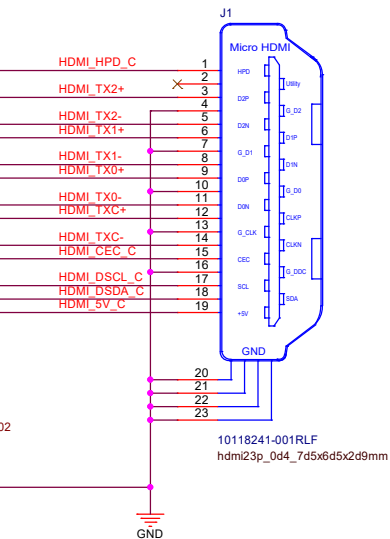 J1
Micro HDMI
HDMI_HPD_C 1 HPD
2 Utility
HDMI_TX2+ 3 D2P
4 G_D2
HDMI_TX2- 5 D2N
HDMI_TX1+ 6 D1P
7 G_D1
HDMI_TX1- 8 D1N
HDMI_TX0+ 9 D0P
10 G_D0
HDMI_TX0- 11 D0N
HDMI_TXC+ 12 CLKP
13 G_CLK
HDMI_TXC- 14 CLKN
HDMI_CEC_C 15 CEC
16 G_DDC
HDMI_DSCL_C 17 SCL
HDMI_DSDA_C 18 SDA
HDMI_5V_C 19 +5V
GND
20
21
22
23
02
10118241-001RLF
hdmi23p_0d4_7d5x6d5x2d9mm
GND